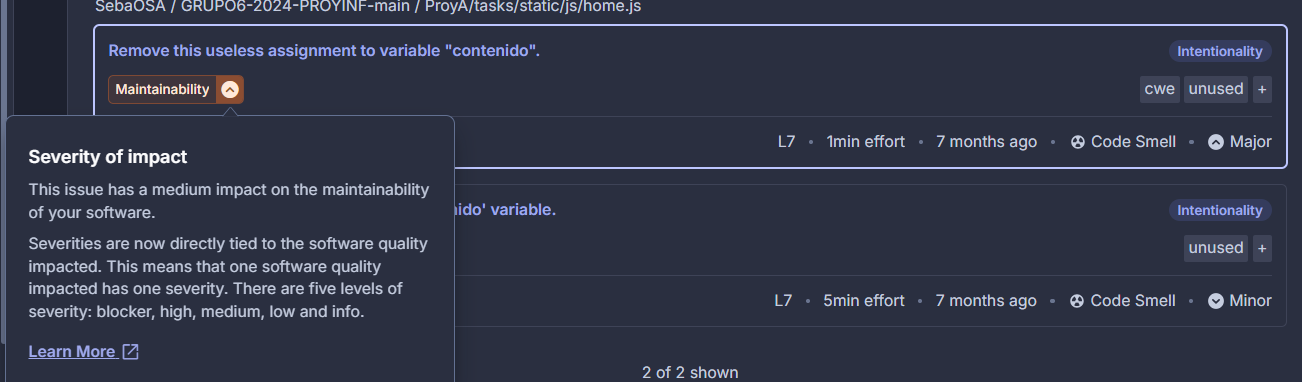 SebaOSA / GRUPO6-2024-PROYINF-main / ProyA/tasks/static/js/home.js
Remove this useless assignment to variable "contenido".
Intentionality
Maintainability
cwe unused +
L7 • 1min effort • 7 months ago • Code Smell • Major
Severity of impact
This issue has a medium impact on the maintainability
of your software.
Severities are now directly tied to the software quality
impacted. This means that one software quality
impacted has one severity. There are five levels of
severity: blocker, high, medium, low and info.
Learn More
nido' variable.
Intentionality
unused +
L7 • 5min effort • 7 months ago • Code Smell • Minor
2 of 2 shown